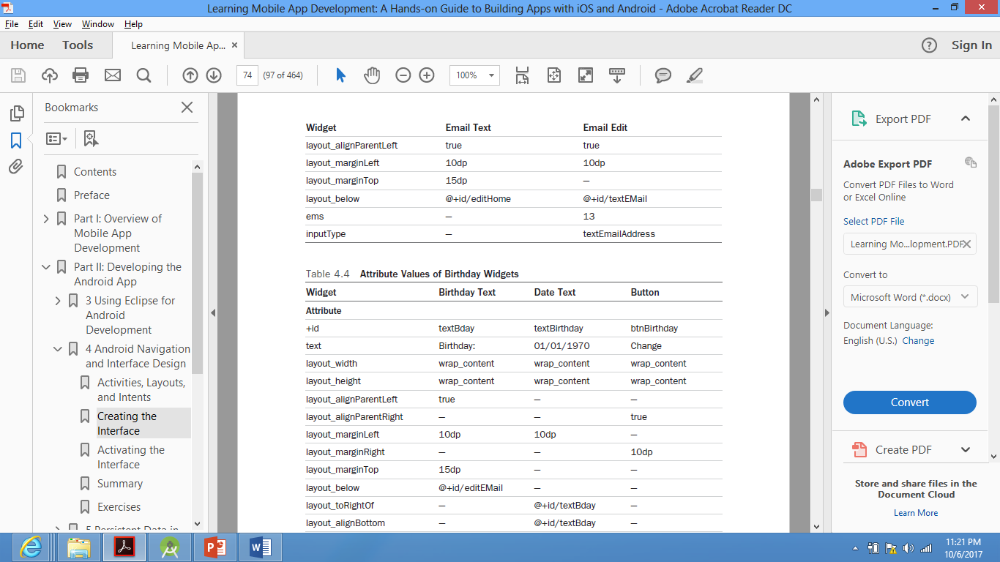 Learning Mobile App Development: A Hands-on Guide to Building Apps with iOS and Android - Adobe Acrobat Reader DC
File Edit View Window Help
Home Tools Learning Mobile Ap... × Sign In
74 (97 of 464) 100%
Bookmarks
Contents
Preface
Part I: Overview of
Mobile App
Development
Part II: Developing the
Android App
3 Using Eclipse for
Android
Development
4 Android Navigation
and Interface Design
Activities, Layouts,
and Intents
Creating the
Interface
Activating the
Interface
Summary
Exercises
5 Persistent Data in
Widget Email Text Email Edit
layout_alignParentLeft true true
layout_marginLeft 10dp 10dp
layout_marginTop 15dp —
layout_below @+id/editHome @+id/textEMail
ems — 13
inputType — textEmailAddress
Table 4.4 Attribute Values of Birthday Widgets
Widget Birthday Text Date Text Button
Attribute
+id textBday textBirthday btnBirthday
text Birthday: 01/01/1970 Change
layout_width wrap_content wrap_content wrap_content
layout_height wrap_content wrap_content wrap_content
layout_alignParentLeft true — —
layout_alignParentRight — — true
layout_marginLeft 10dp 10dp —
layout_marginRight — — 10dp
layout_marginTop 15dp — —
layout_below @+id/editEMail — —
layout_toRightOf — @+id/textBday —
layout_alignBottom — @+id/textBday —
Export PDF
Adobe Export PDF
Convert PDF Files to Word
or Excel Online
Select PDF File
Learning Mo...lopment.PDF
Convert to
Microsoft Word (*.docx)
Document Language:
English (U.S.) Change
Convert
Create PDF
Store and share files in the
Document Cloud
Learn More
11:21 PM
10/6/2017